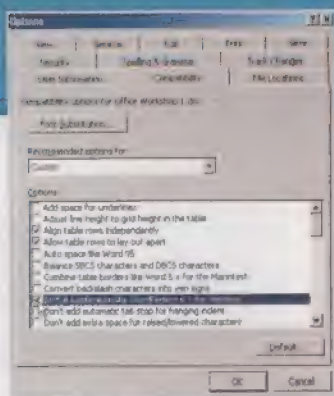 Options
View General Edit Print Save
Security Spelling & Grammar Track Changes
User Information Compatibility File Locations
Compatibility options for Office Workshop 1.doc
Font Substitution...
Recommended options for:
Custom
Options:
Add space for underlines
Adjust line height to grid height in the table
Align table rows independently
Allow table rows to lay out apart
Auto space like Word 95
Balance SBCS characters and DBCS characters
Combine table borders like Word 5.x for the Macintosh
Convert backslash characters into yen signs
Don't add automatic tab stop for hanging indent
Don't add extra space for raised/lowered characters
Default...
OK Cancel